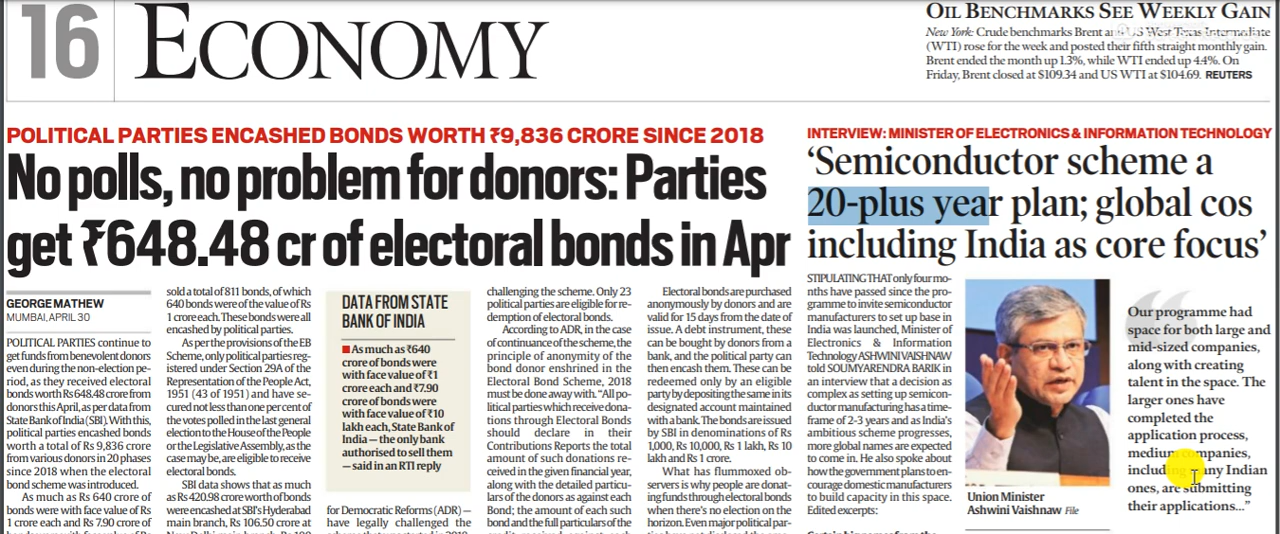 16
ECONOMY
OIL BENCHMARKS SEE WEEKLY GAIN
New York: Crude benchmarks Brent and US West Texas Intermediate
(WTI) rose for the week and posted their fifth straight monthly gain.
Brent ended the month up 1.3%, while WTI ended up 4.4%. On
Friday, Brent closed at $109.34 and US WTI at $104.69. REUTERS
POLITICAL PARTIES ENCASHED BONDS WORTH ₹9,836 CRORE SINCE 2018
No polls, no problem for donors: Parties
get ₹648.48 cr of electoral bonds in Apr
GEORGE MATHEW
MUMBAI, APRIL 30
POLITICAL PARTIES continue to
get funds from benevolent donors
even during the non-election pe-
riod, as they received electoral
bonds worth Rs 648.48 crore from
donors this April, as per data from
State Bank of India (SBI). With this,
political parties encashed bonds
worth a total of Rs 9,836 crore
from various donors in 20 phases
since 2018 when the electoral
bond scheme was introduced.
As much as Rs 640 crore of
bonds were with face value of Rs
1 crore each and Rs 7.90 crore of
sold a total of 811 bonds, of which
640 bonds were of the value of Rs
1 crore each. These bonds were all
encashed by political parties.
As per the provisions of the EB
Scheme, only political parties reg-
istered under Section 29A of the
Representation of the People Act,
1951 (43 of 1951) and have se-
cured not less than one per cent of
the votes polled in the last general
election to the House of the People
or the Legislative Assembly, as the
case may be, are eligible to receive
electoral bonds.
SBI data shows that as much
as Rs 420.98 crore worth of bonds
were encashed at SBI's Hyderabad
main branch, Rs 106.50 crore at
DATA FROM STATE
BANK OF INDIA
As much as ₹640
crore of bonds were
with face value of ₹1
crore each and ₹7.90
crore of bonds were
with face value of ₹10
lakh each, State Bank of
India — the only bank
authorised to sell them
— said in an RTI reply
for Democratic Reforms (ADR) —
have legally challenged the
challenging the scheme. Only 23
political parties are eligible for re-
demption of electoral bonds.
According to ADR, in the case
of continuance of the scheme, the
principle of anonymity of the
bond donor enshrined in the
Electoral Bond Scheme, 2018
must be done away with. "All po-
litical parties which receive dona-
tions through Electoral Bonds
should declare in their
Contributions Reports the total
amount of such donations re-
ceived in the given financial year,
along with the detailed particu-
lars of the donors as against each
Bond; the amount of each such
bond and the full particulars of the
Electoral bonds are purchased
anonymously by donors and are
valid for 15 days from the date of
issue. A debt instrument, these
can be bought by donors from a
bank, and the political party can
then encash them. These can be
redeemed only by an eligible
party by depositing the same in its
designated account maintained
with a bank. The bonds are issued
by SBI in denominations of Rs
1,000, Rs 10,000, Rs 1 lakh, Rs 10
lakh and Rs 1 crore.
What has flummoxed ob-
servers is why people are donat-
ing funds through electoral bonds
when there's no election on the
horizon. Even major political par-
INTERVIEW: MINISTER OF ELECTRONICS & INFORMATION TECHNOLOGY
'Semiconductor scheme a
20-plus year plan; global cos
including India as core focus'
STIPULATING THAT only four mo-
nths have passed since the pro-
gramme to invite semiconductor
manufacturers to set up base in
India was launched, Minister of
Electronics & Information
Technology ASHWINI VAISHNAW
told SOUMYARENDRA BARIK in
an interview that a decision as
complex as setting up semicon-
ductor manufacturing has a time-
frame of 2-3 years and as India's
ambitious scheme progresses,
more global names are expected
to come in. He also spoke about
how the government plans to en-
courage domestic manufacturers
to build capacity in this space.
Edited excerpts:
Union Minister
Ashwini Vaishnaw File
Our programme had
space for both large and
mid-sized companies,
along with creating
talent in the space. The
larger ones have
completed the
application process,
medium companies,
including many Indian
ones, are submitting
their applications..."